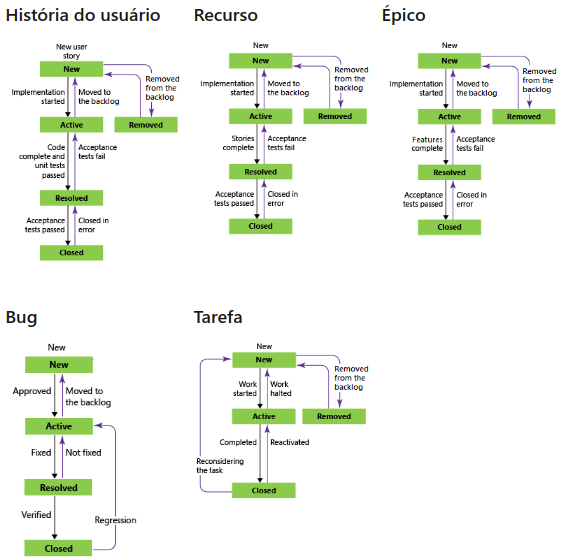 História do usuário
New user
story
New
Removed
from the
backlog
Implementation
started
Moved to
the backlog
Active
Removed
Code
complete and
unit tests
passed
Acceptance
tests fail
Resolved
Acceptance
tests passed
Closed in
error
Closed
Recurso
New
New
Removed
from the
backlog
Implementation
started
Moved to
the backlog
Active
Removed
Stories
complete
Acceptance
tests fail
Resolved
Acceptance
tests passed
Closed in
error
Closed
Épico
New
New
Removed
from the
backlog
Implementation
started
Moved to
the backlog
Active
Removed
Features
complete
Acceptance
tests fail
Resolved
Acceptance
tests passed
Closed in
error
Closed
Bug
New
New
Approved
Moved to
the backlog
Active
Fixed
Not fixed
Resolved
Verified
Regression
Closed
Tarefa
New
New
Removed
from the
backlog
Work
started
Work
halted
Active
Removed
Completed
Reactivated
Reconsidering
the task
Closed